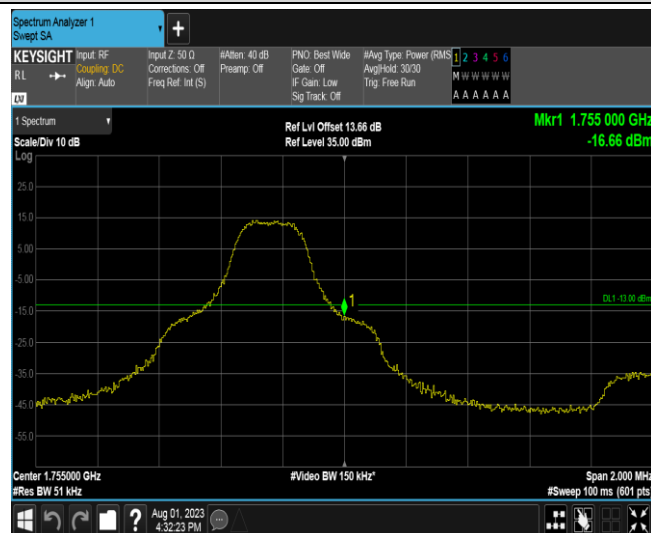 Spectrum Analyzer 1
Swept SA
KEYSIGHT
RL
Input: RF
Coupling: DC
Align: Auto
Input Z: 50 Ω
Corrections: Off
Freq Ref: Int (S)
#Atten: 40 dB
Preamp: Off
PNO: Best Wide
Gate: Off
IF Gain: Low
Sig Track: Off
#Avg Type: Power (RMS
Avg|Hold: 30/30
Trig: Free Run
1 2 3 4 5 6
M W W W W W
A A A A A A
LXI
1 Spectrum
Scale/Div 10 dB
Log
Ref Lvl Offset 13.66 dB
Ref Level 35.00 dBm
Mkr1 1.755 000 GHz
-16.66 dBm
25.0
15.0
5.00
-5.00
-15.0
-25.0
-35.0
-45.0
-55.0
1
DL1 -13.00 dBm
Center 1.755000 GHz
#Res BW 51 kHz
#Video BW 150 kHz*
Span 2.000 MHz
#Sweep 100 ms (601 pts)
?
Aug 01, 2023
4:32:23 PM